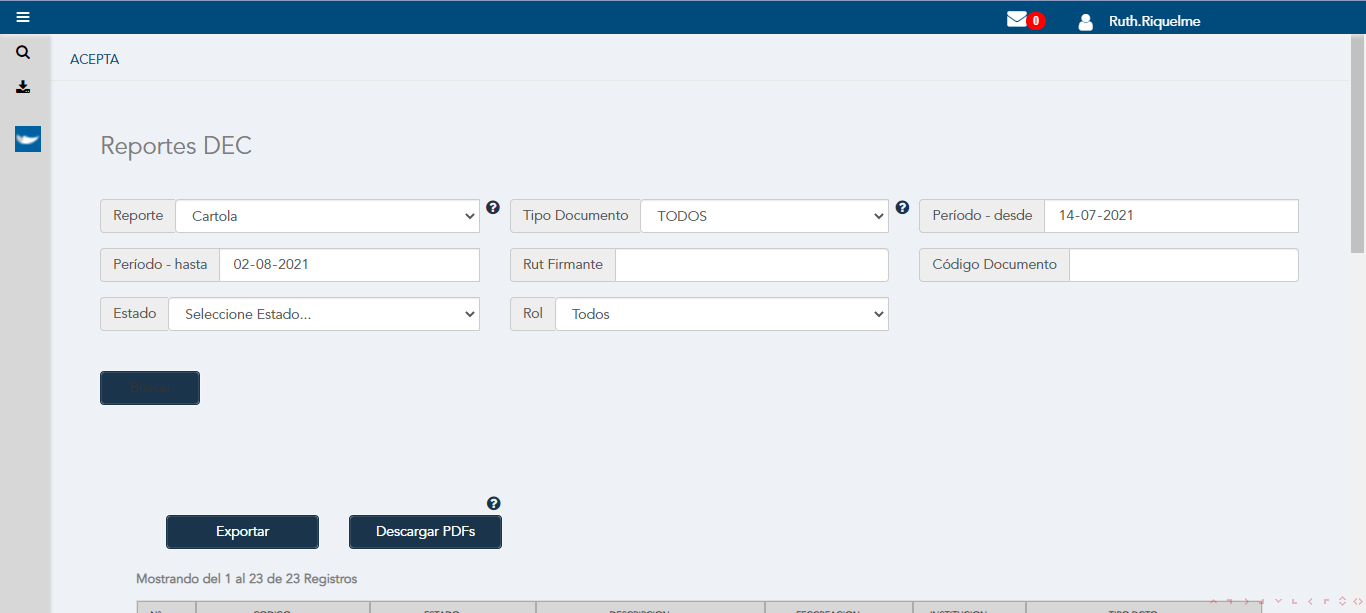 0 Ruth.Riquelme
ACEPTA
Reportes DEC
Reporte Cartola Tipo Documento TODOS Período - desde 14-07-2021
Período - hasta 02-08-2021 Rut Firmante Código Documento
Estado Seleccione Estado... Rol Todos
Exportar Descargar PDFs
Mostrando del 1 al 23 de 23 Registros